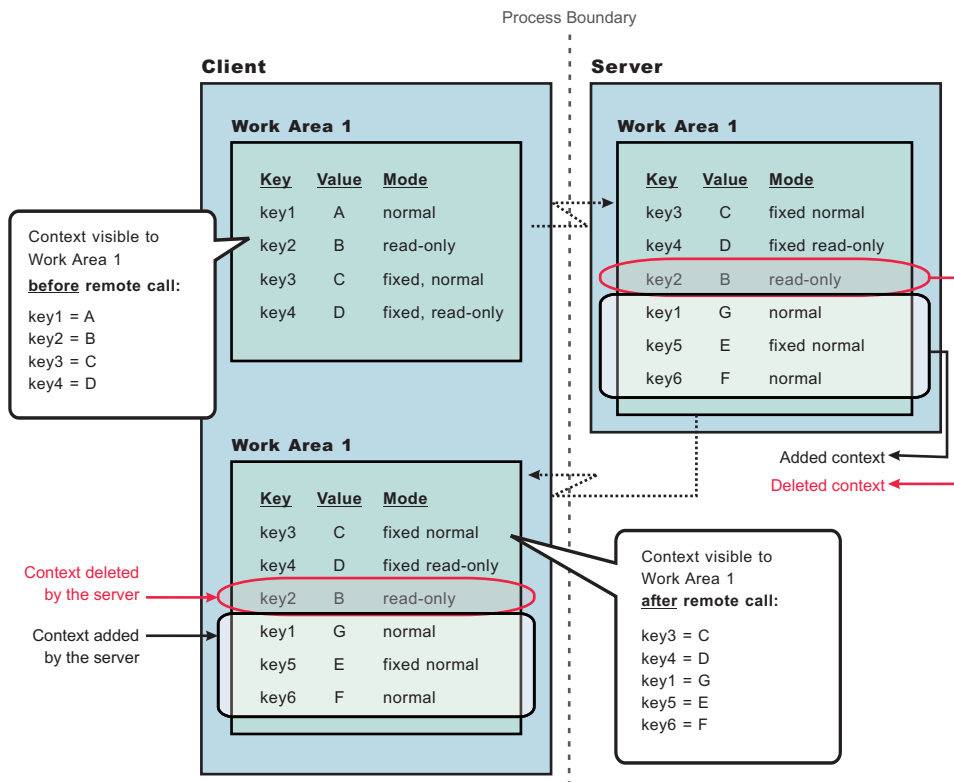 Process Boundary
Client
Work Area 1
Key Value Mode
key1 A normal
key2 B read-only
key3 C fixed, normal
key4 D fixed, read-only
Context visible to
Work Area 1
before remote call:
key1 = A
key2 = B
key3 = C
key4 = D
Server
Work Area 1
Key Value Mode
key3 C fixed normal
key4 D fixed read-only
key2 B read-only
key1 G normal
key5 E fixed normal
key6 F normal
Added context
Deleted context
Work Area 1
Key Value Mode
key3 C fixed normal
key4 D fixed read-only
key2 B read-only
key1 G normal
key5 E fixed normal
key6 F normal
Context deleted
by the server
Context added
by the server
Context visible to
Work Area 1
after remote call:
key3 = C
key4 = D
key1 = G
key5 = E
key6 = F